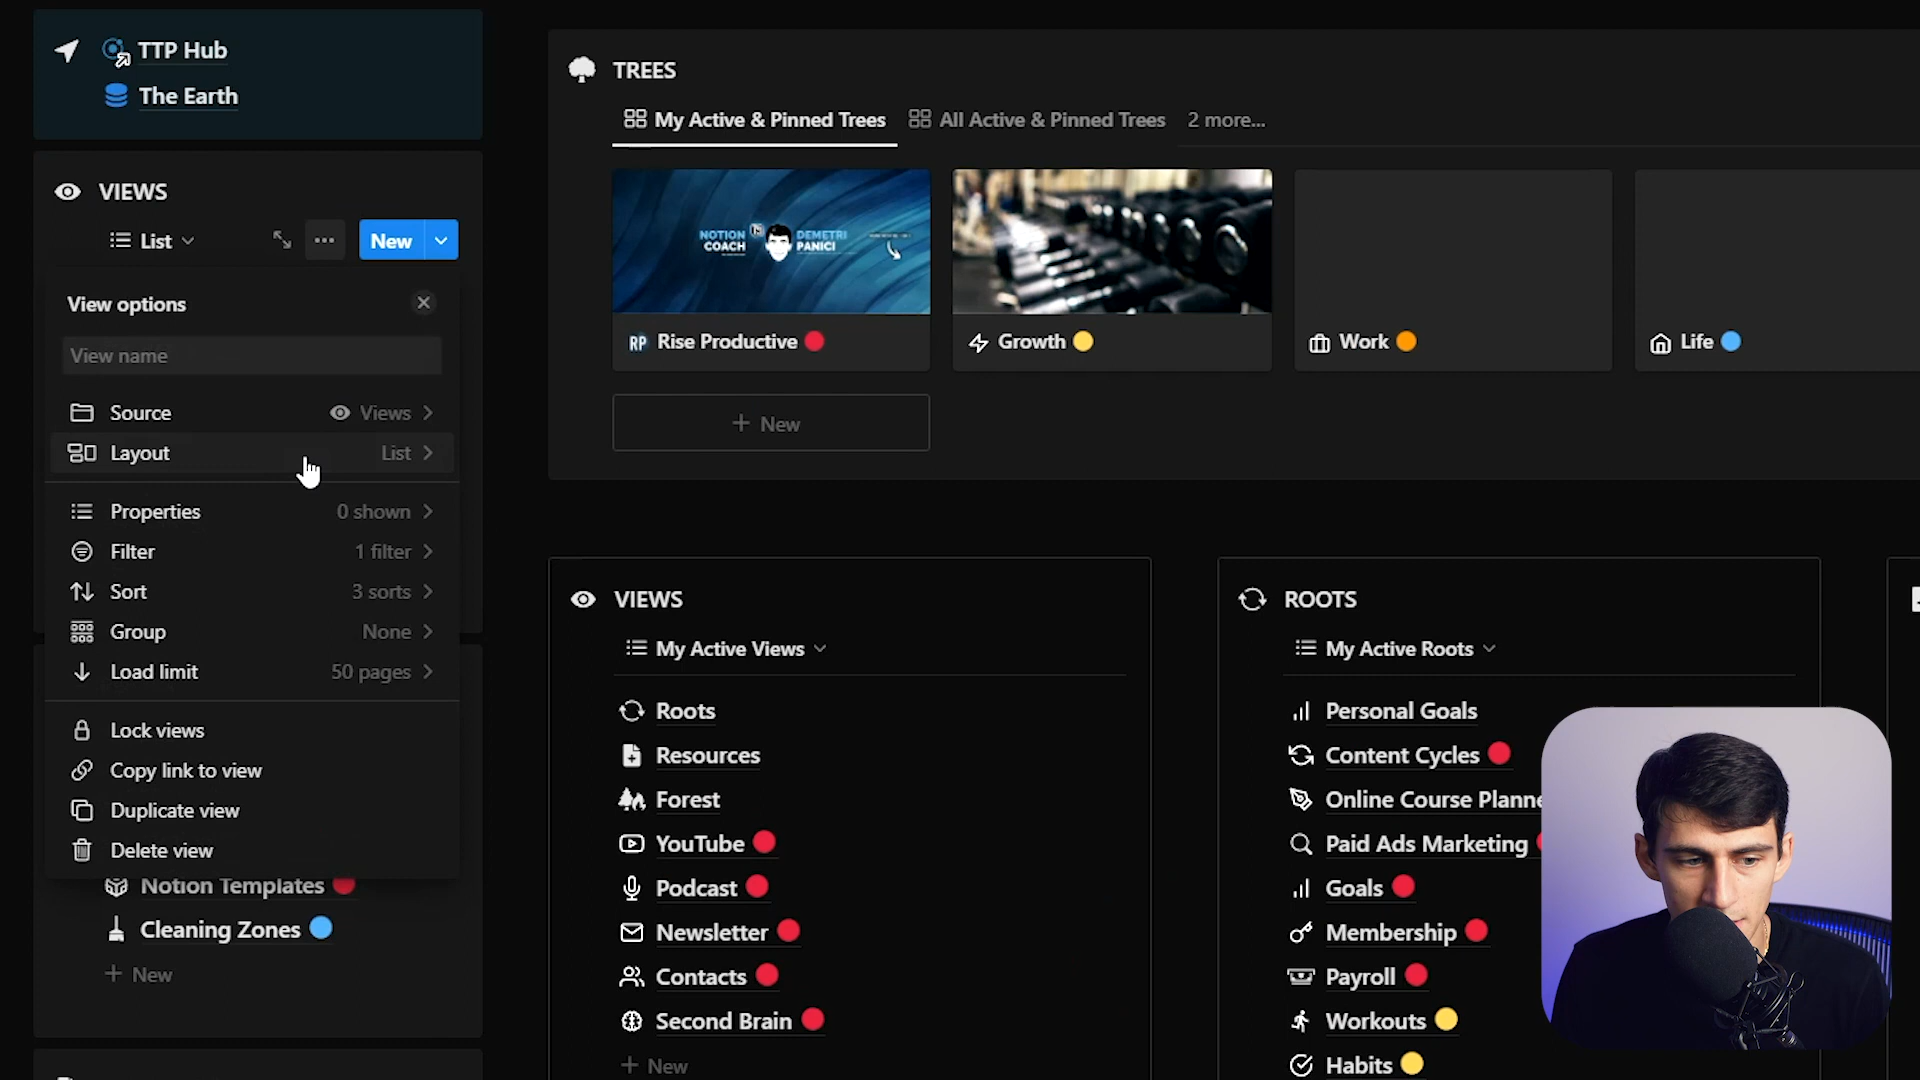 TTP Hub
The Earth
VIEWS
List
New
View options
View name
Source Views
Layout List
Properties 0 shown
Filter 1 filter
Sort 3 sorts
Group None
Load limit 50 pages
Lock views
Copy link to view
Duplicate view
Delete view
Notion Templates
Cleaning Zones
New
TREES
My Active & Pinned Trees All Active & Pinned Trees 2 more...
NOTION COACH DEMETRI PANICI
RP Rise Productive
Growth
Work
Life
New
VIEWS
My Active Views
Roots
Resources
Forest
YouTube
Podcast
Newsletter
Contacts
Second Brain
New
ROOTS
My Active Roots
Personal Goals
Content Cycles
Online Course Planne
Paid Ads Marketing
Goals
Membership
Payroll
Workouts
Habits